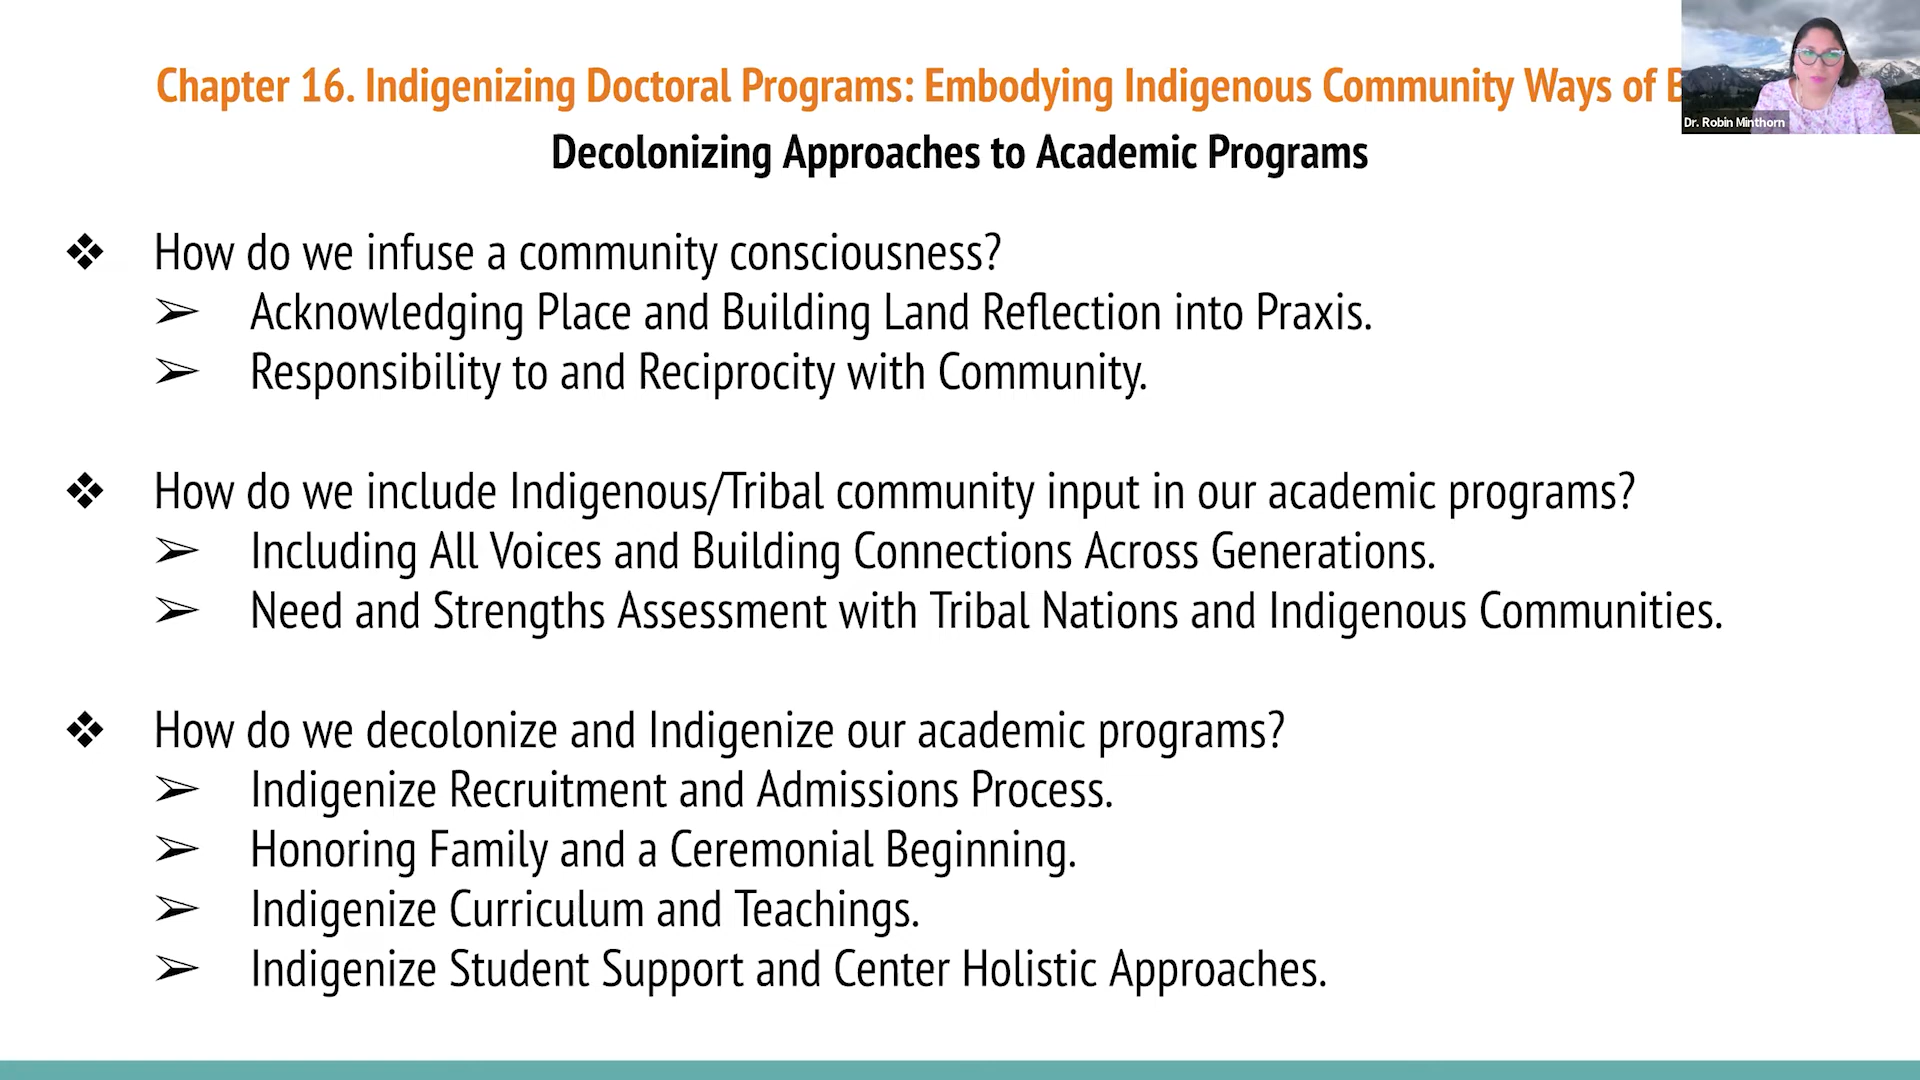 Chapter 16. Indigenizing Doctoral Programs: Embodying Indigenous Community Ways of
Dr. Robin Minthorn
Decolonizing Approaches to Academic Programs
❖ How do we infuse a community consciousness?
➢ Acknowledging Place and Building Land Reflection into Praxis.
➢ Responsibility to and Reciprocity with Community.
❖ How do we include Indigenous/Tribal community input in our academic programs?
➢ Including All Voices and Building Connections Across Generations.
➢ Need and Strengths Assessment with Tribal Nations and Indigenous Communities.
❖ How do we decolonize and Indigenize our academic programs?
➢ Indigenize Recruitment and Admissions Process.
➢ Honoring Family and a Ceremonial Beginning.
➢ Indigenize Curriculum and Teachings.
➢ Indigenize Student Support and Center Holistic Approaches.